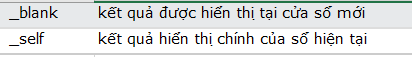 _blank kết quả được hiển thị tại cửa sổ mới
_self kết quả hiển thị chính của số hiện tại